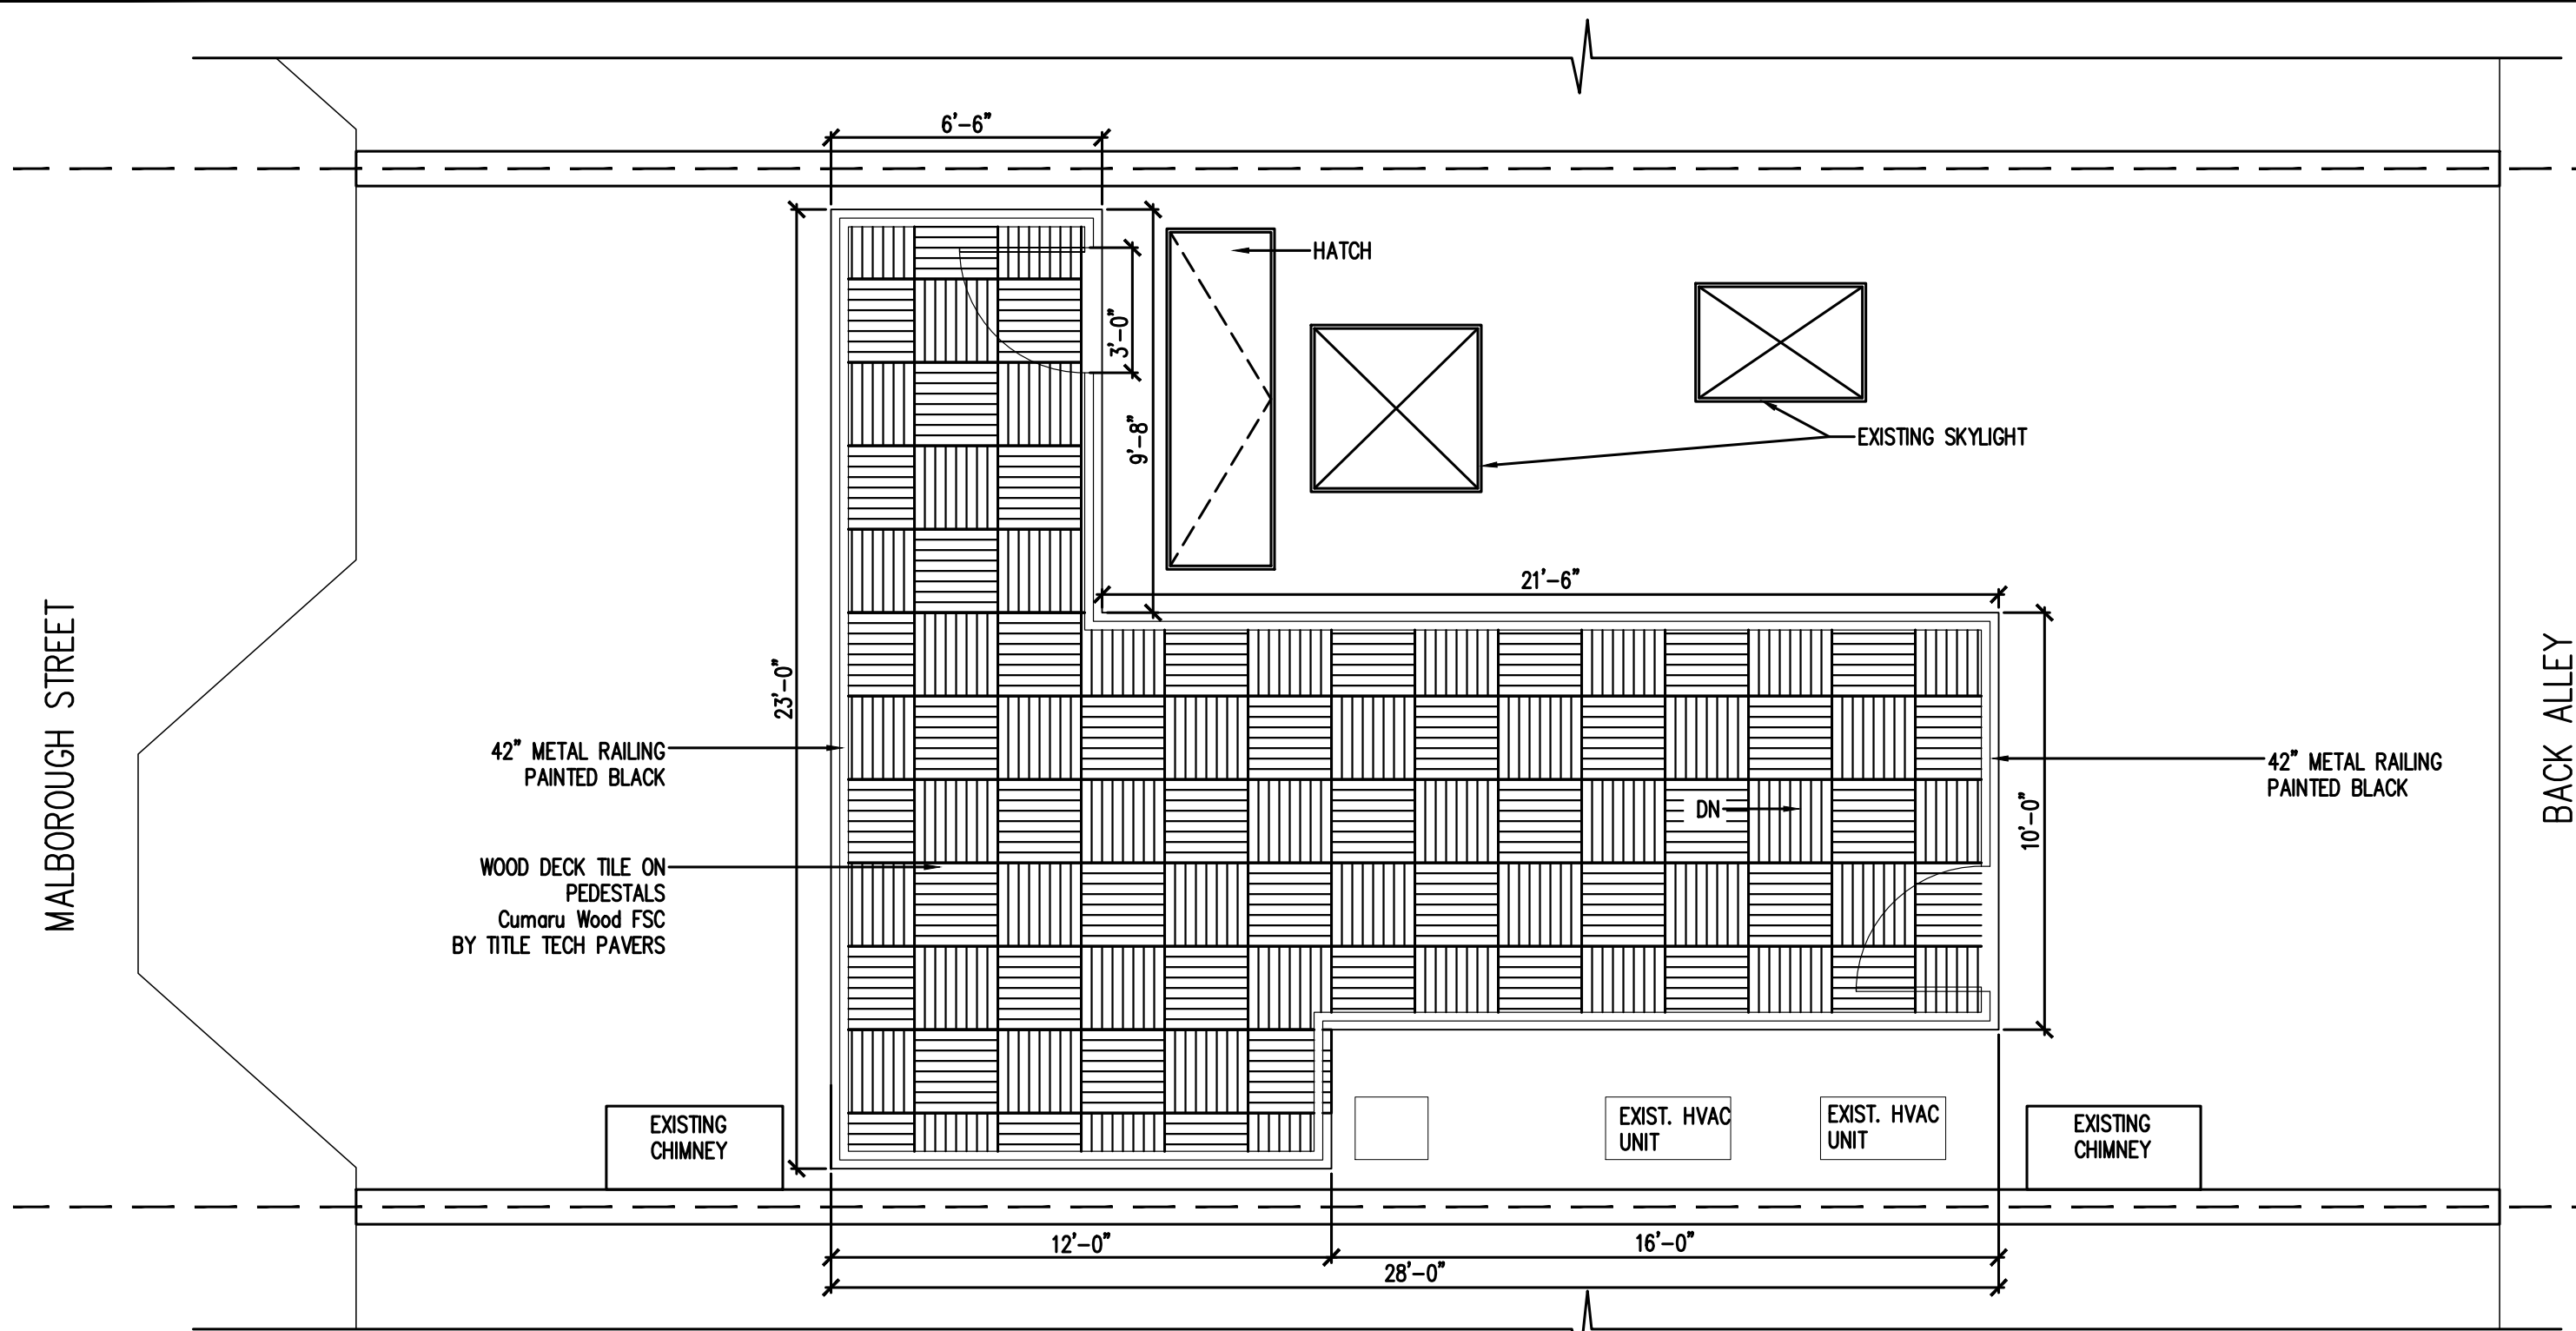 6'-6"
HATCH
3'-0"
9'-8"
EXISTING SKYLIGHT
21'-6"
23'-0"
MALBOROUGH STREET
BACK ALLEY
42" METAL RAILING
PAINTED BLACK
42" METAL RAILING
PAINTED BLACK
DN
10'-0"
WOOD DECK TILE ON
PEDESTALS
Cumaru Wood FSC
BY TITLE TECH PAVERS
EXISTING
CHIMNEY
EXIST. HVAC
UNIT
EXIST. HVAC
UNIT
EXISTING
CHIMNEY
12'-0"
16'-0"
28'-0"